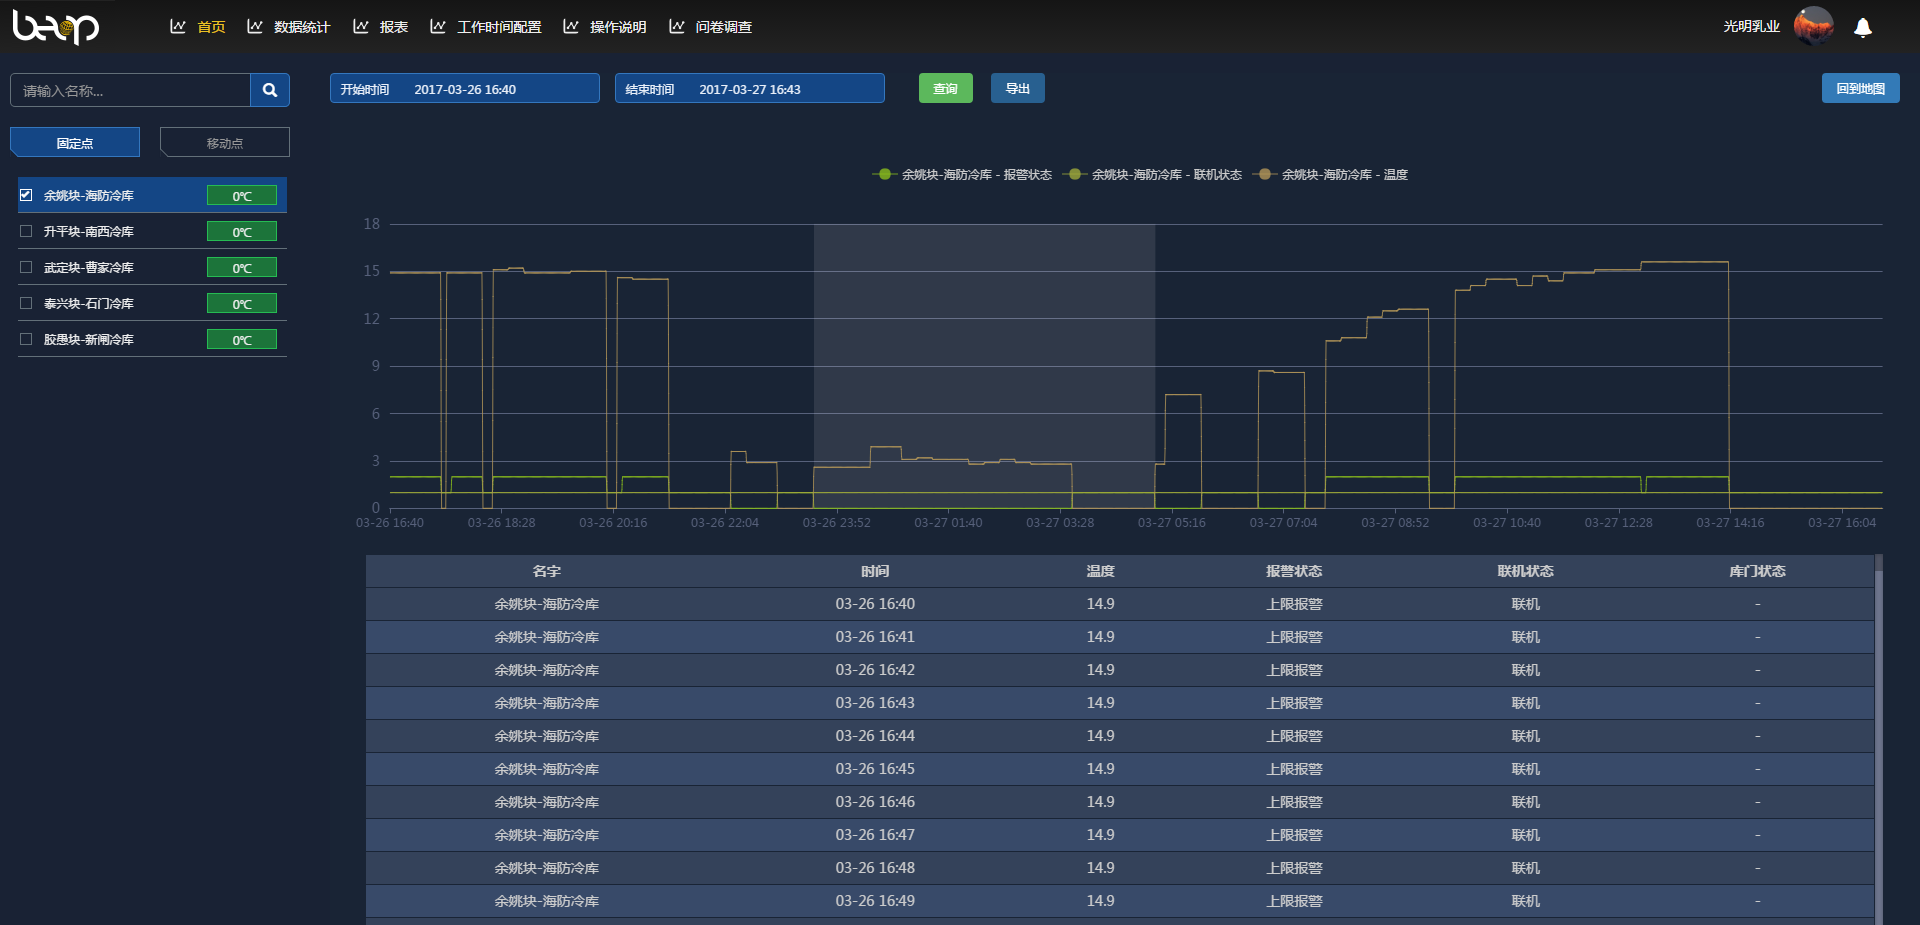 beop
首页 数据统计 报表 工作时间配置 操作说明 问卷调查
光明乳业
请输入名称...
开始时间 2017-03-26 16:40
结束时间 2017-03-27 16:43
查询
导出
回到地图
固定点 移动点
余姚块-海防冷库 0℃
升平块-南西冷库 0℃
武定块-曹家冷库 0℃
泰兴块-石门冷库 0℃
胶愚块-新闸冷库 0℃
余姚块-海防冷库 - 报警状态 余姚块-海防冷库 - 联机状态 余姚块-海防冷库 - 温度
18
15
12
9
6
3
0
03-26 16:40 03-26 18:28 03-26 20:16 03-26 22:04 03-26 23:52 03-27 01:40 03-27 03:28 03-27 05:16 03-27 07:04 03-27 08:52 03-27 10:40 03-27 12:28 03-27 14:16 03-27 16:04
名字 时间 温度 报警状态 联机状态 库门状态
余姚块-海防冷库 03-26 16:40 14.9 上限报警 联机 -
余姚块-海防冷库 03-26 16:41 14.9 上限报警 联机 -
余姚块-海防冷库 03-26 16:42 14.9 上限报警 联机 -
余姚块-海防冷库 03-26 16:43 14.9 上限报警 联机 -
余姚块-海防冷库 03-26 16:44 14.9 上限报警 联机 -
余姚块-海防冷库 03-26 16:45 14.9 上限报警 联机 -
余姚块-海防冷库 03-26 16:46 14.9 上限报警 联机 -
余姚块-海防冷库 03-26 16:47 14.9 上限报警 联机 -
余姚块-海防冷库 03-26 16:48 14.9 上限报警 联机 -
余姚块-海防冷库 03-26 16:49 14.9 上限报警 联机 -